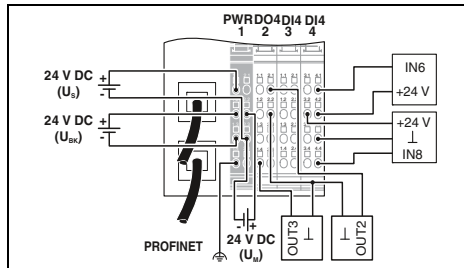 PWR DO4 DI4 DI4
1 2 3 4
24 V DC
(US)
+
-
24 V DC
(UBK)
+
-
IN6
+24 V
+24 V
⊥
IN8
- +
24 V DC
(UM)
PROFINET
OUT3
⊥
⊥
OUT2